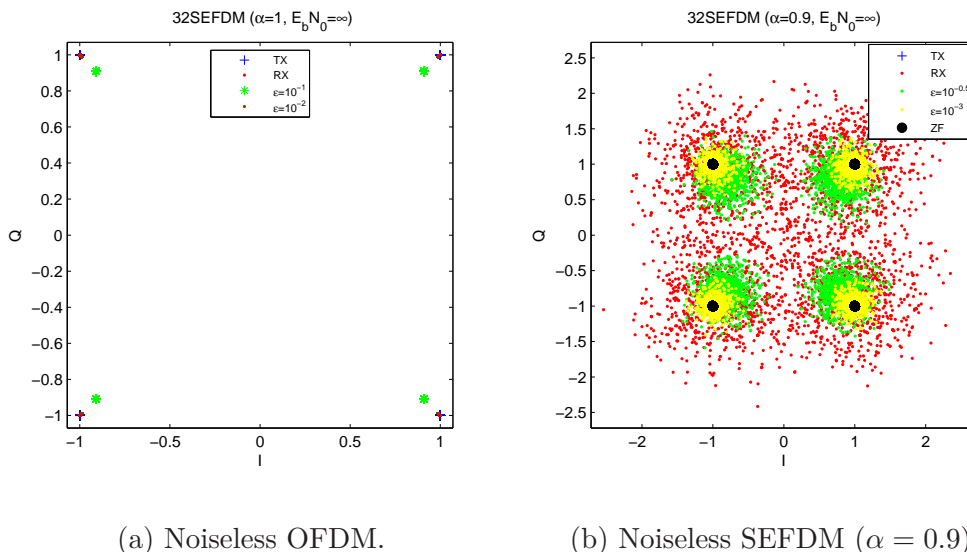 32SEFDM (α=1, E_bN_0=∞)
1
0.8
0.6
0.4
0.2
0
−0.2
−0.4
−0.6
−0.8
−1
Q
−1
−0.5
0
0.5
1
I
TX
RX
ε=10^{-1}
ε=10^{-2}
(a) Noiseless OFDM.
32SEFDM (α=0.9, E_bN_0=∞)
2.5
2
1.5
1
0.5
0
−0.5
−1
−1.5
−2
−2.5
Q
−2
−1
0
1
2
I
TX
RX
ε=10^{-0.5}
ε=10^{-3}
ZF
(b) Noiseless SEFDM (α = 0.9)